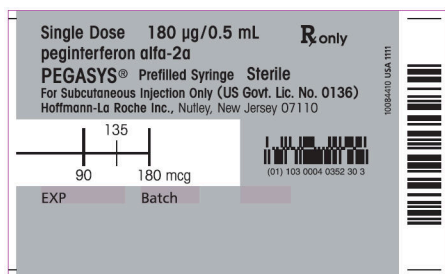 Single Dose 180 µg/0.5 mL
℞ only
peginterferon alfa-2a
PEGASYS® Prefilled Syringe Sterile
For Subcutaneous Injection Only (US Govt. Lic. No. 0136)
Hoffmann-La Roche Inc., Nutley, New Jersey 07110
135
90 180 mcg
(01) 103 0004 0352 30 3
EXP Batch
10084410 USA 1111